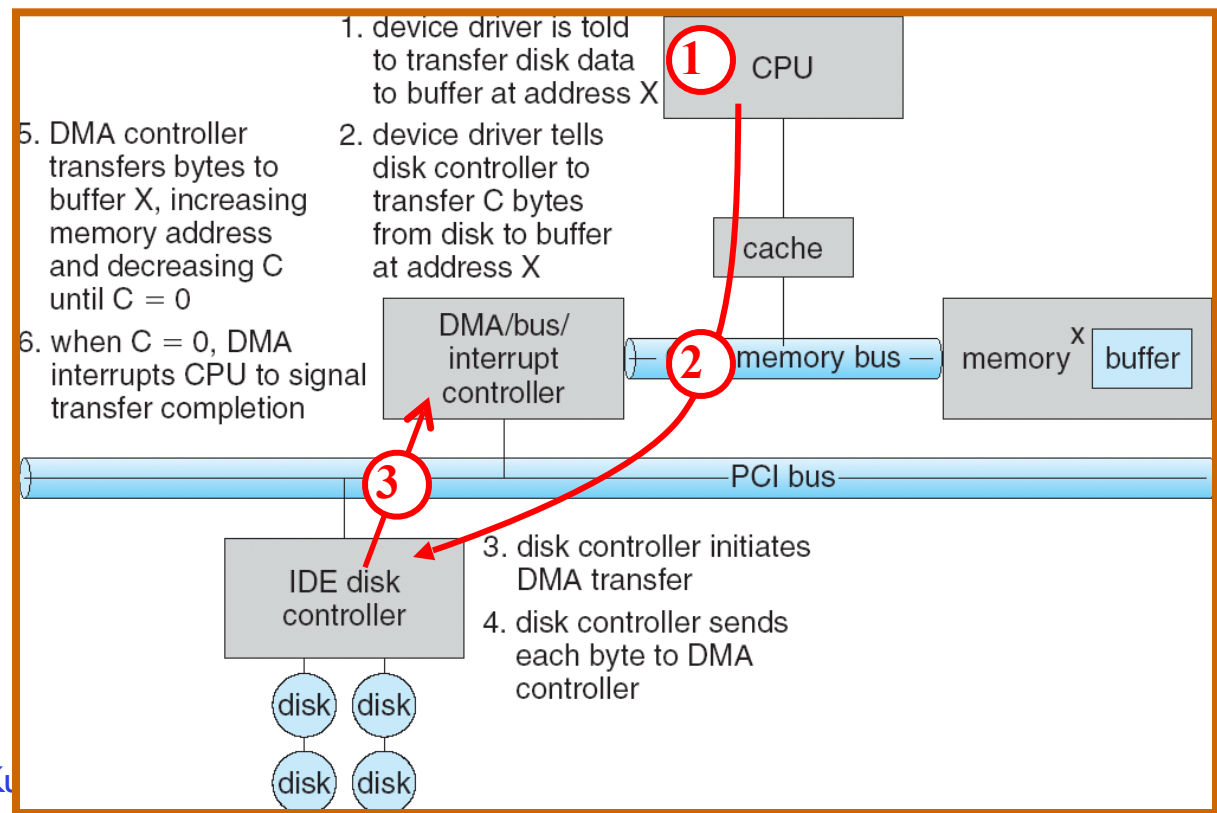 1. device driver is told
to transfer disk data
to buffer at address X
1
CPU
5. DMA controller
transfers bytes to
buffer X, increasing
memory address
and decreasing C
until C = 0
2. device driver tells
disk controller to
transfer C bytes
from disk to buffer
at address X
cache
6. when C = 0, DMA
interrupts CPU to signal
transfer completion
DMA/bus/
interrupt
controller
2
memory bus
memory
x
buffer
3
PCI bus
IDE disk
controller
3. disk controller initiates
DMA transfer
4. disk controller sends
each byte to DMA
controller
disk
disk
disk
disk